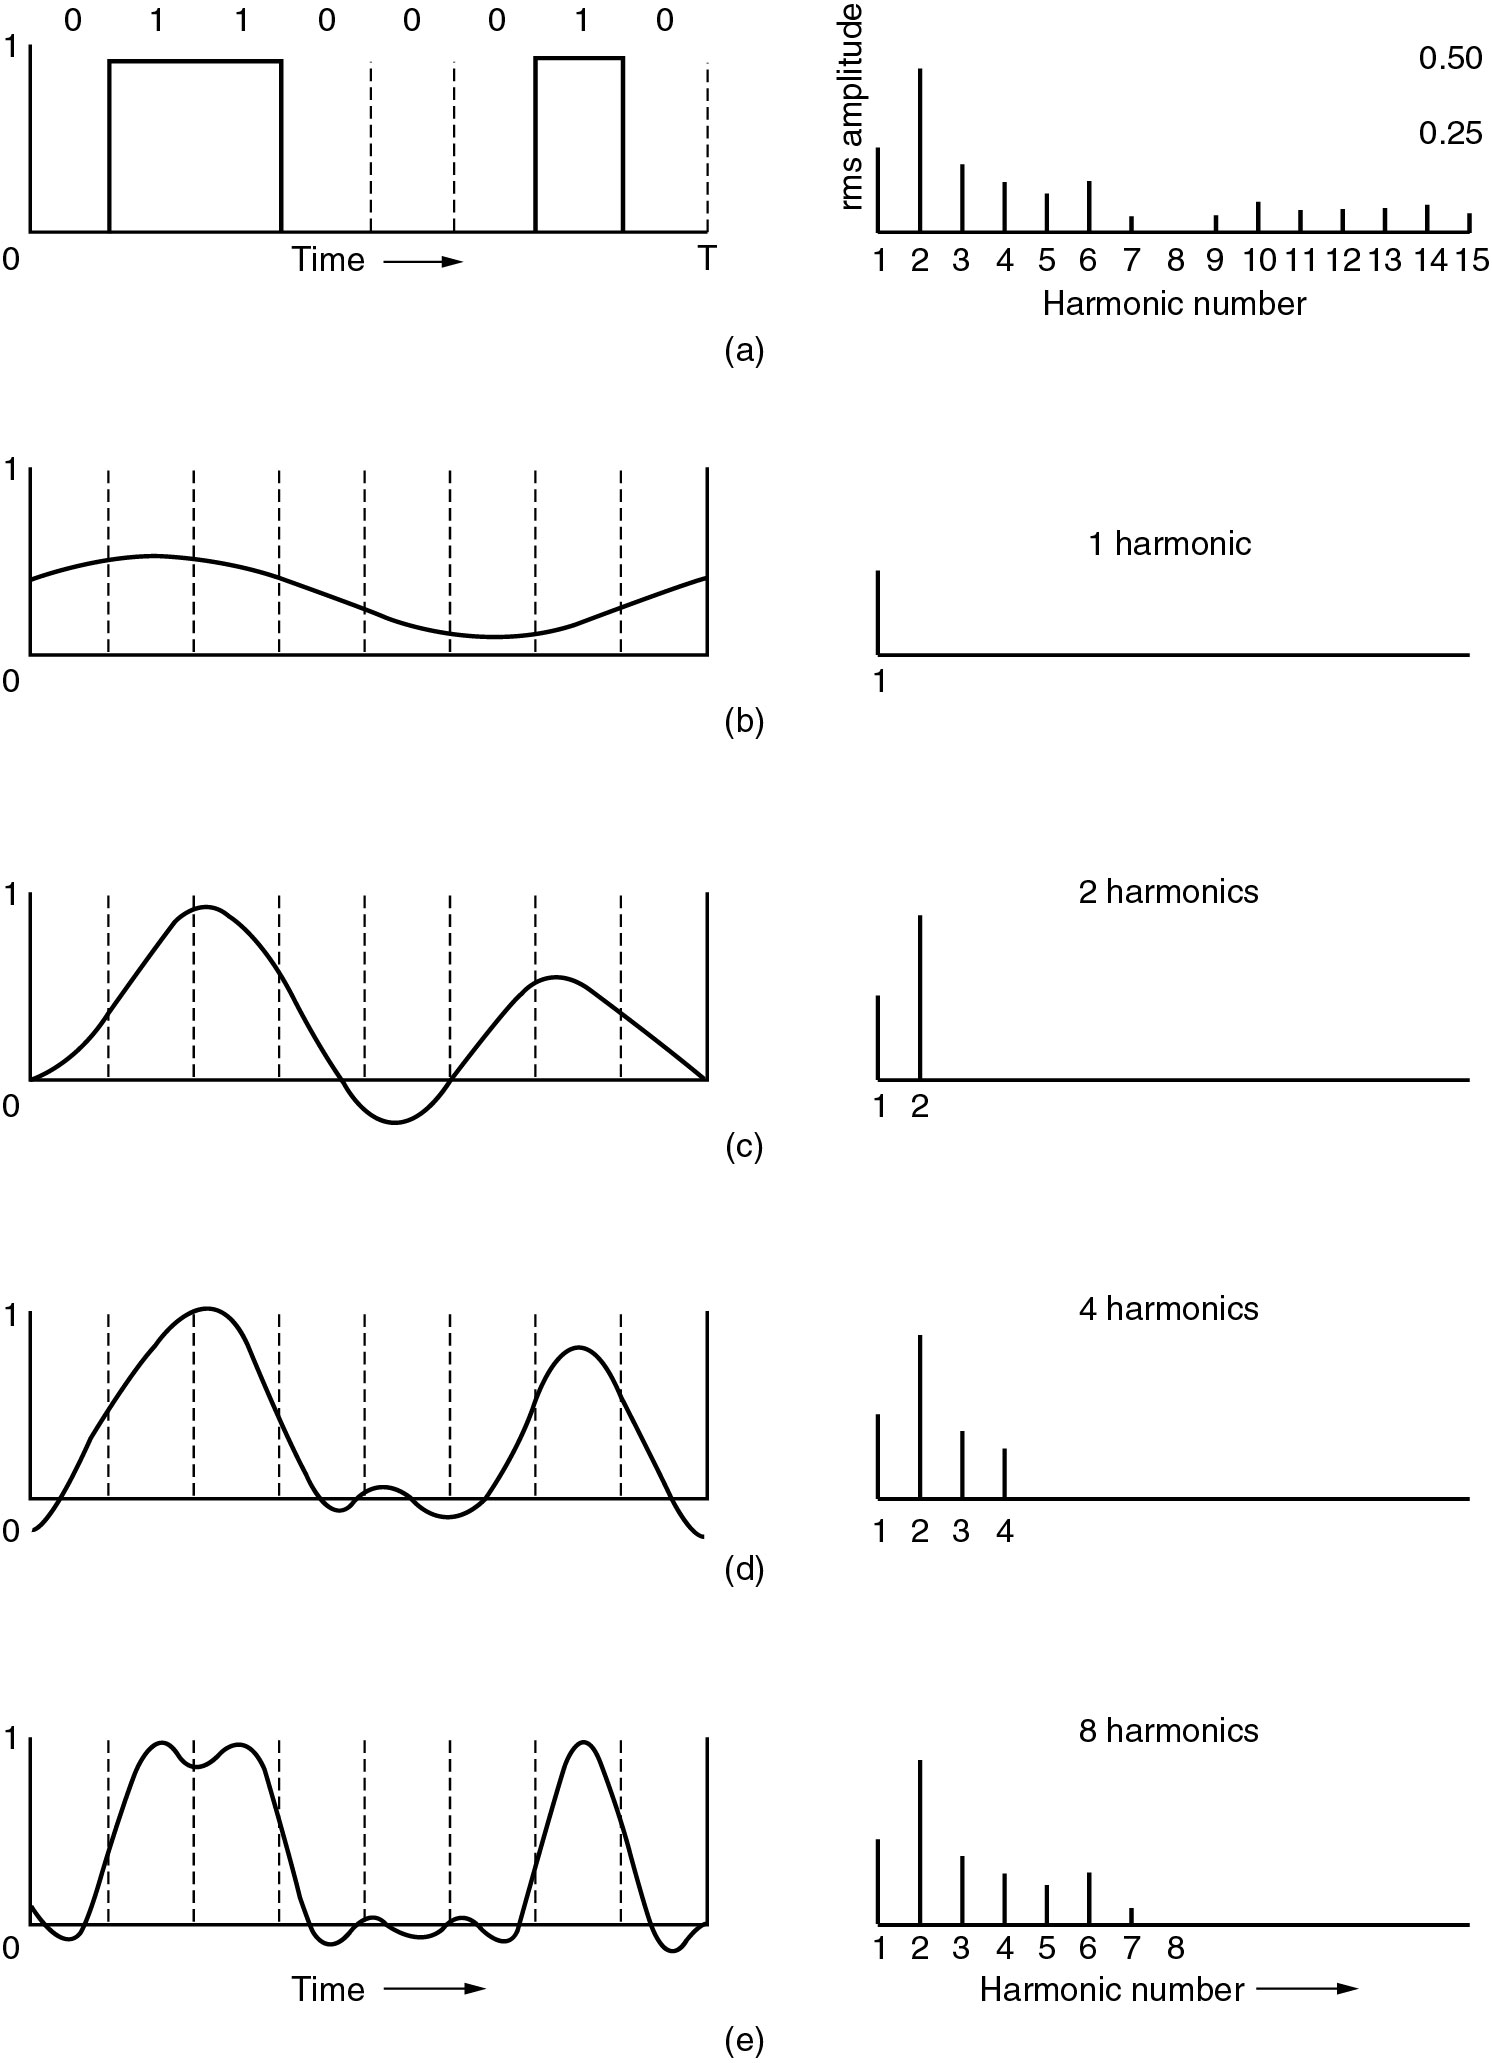 0 1 1 0 0 0 1 0
1
0
Time
T
rms amplitude
0.50
0.25
1 2 3 4 5 6 7 8 9 10 11 12 13 14 15
Harmonic number
(a)
1
0
1 harmonic
1
(b)
1
0
2 harmonics
1 2
(c)
1
0
4 harmonics
1 2 3 4
(d)
1
0
Time
8 harmonics
1 2 3 4 5 6 7 8
Harmonic number
(e)